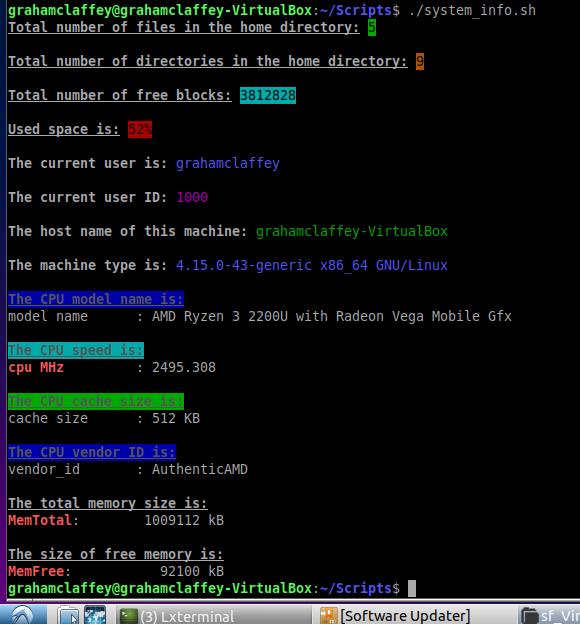 grahamclaffey@grahamclaffey-VirtualBox:~/Scripts$ ./system_info.sh
Total number of files in the home directory: 5
Total number of directories in the home directory: 9
Total number of free blocks: 3812828
Used space is: 52%
The current user is: grahamclaffey
The current user ID: 1000
The host name of this machine: grahamclaffey-VirtualBox
The machine type is: 4.15.0-43-generic x86_64 GNU/Linux
The CPU model name is:
model name      : AMD Ryzen 3 2200U with Radeon Vega Mobile Gfx
The CPU speed is:
cpu MHz         : 2495.308
The CPU cache size is:
cache size      : 512 KB
The CPU vendor ID is:
vendor_id       : AuthenticAMD
The total memory size is:
MemTotal:        1009112 kB
The size of free memory is:
MemFree:           92100 kB
grahamclaffey@grahamclaffey-VirtualBox:~/Scripts$
(3) Lxterminal [Software Updater] sf_Vir